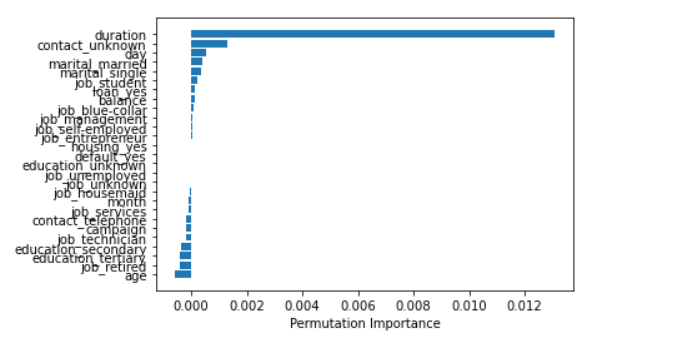 duration
contact_unknown
day
marital_married
marital_single
job_student
loan_yes
balance
job_blue-collar
job_management
job_self-employed
job_entrepreneur
housing_yes
default_yes
education_unknown
job_unemployed
job_unknown
job_housemaid
month
job_services
contact_telephone
campaign
job_technician
education_secondary
education_tertiary
job_retired
age
0.000 0.002 0.004 0.006 0.008 0.010 0.012
Permutation Importance